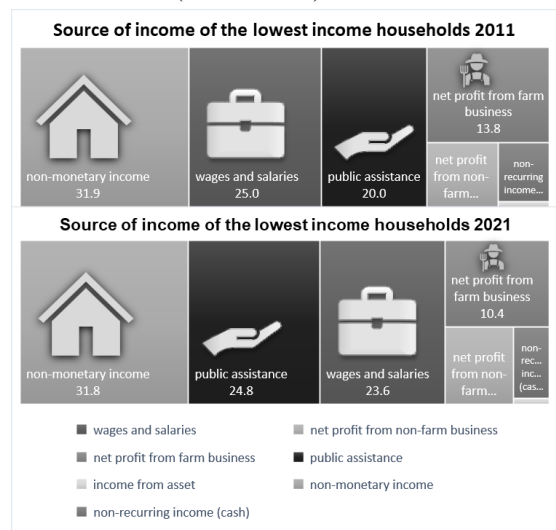 Source of income of the lowest income households 2011
net profit from farm
business
13.8
non-monetary income
31.9
wages and salaries
25.0
public assistance
20.0
net profit
from non-
farm...
non-
recurring
income...
Source of income of the lowest income households 2021
net profit from
farm business
10.4
non-monetary income
31.8
public assistance
24.8
wages and salaries
23.6
net profit
from non-
farm...
non-
rec...
inc...
(cas...
wages and salaries
net profit from non-farm business
net profit from farm business
public assistance
income from asset
non-monetary income
non-recurring income (cash)